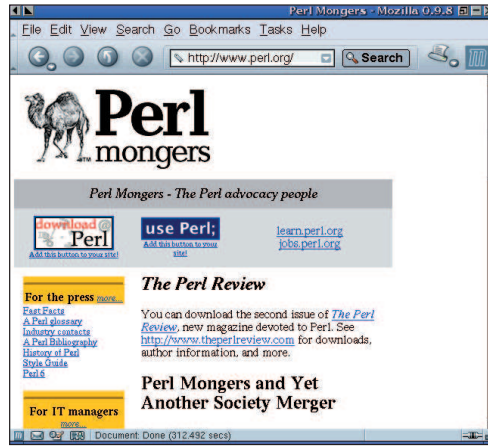 Perl Mongers - Mozilla 0.9.8
File Edit View Search Go Bookmarks Tasks Help
http://www.perl.org/ Search
Perl
mongers
Perl Mongers - The Perl advocacy people
download@
Perl
Add this button to your site!
use Perl;
Add this button to your
site!
learn.perl.org
jobs.perl.org
For the press more...
Fast Facts
A Perl glossary
Industry contacts
A Perl Bibliography
History of Perl
Style Guide
Perl 6
For IT managers
more...
The Perl Review
You can download the second issue of The Perl
Review, new magazine devoted to Perl. See
http://www.theperlreview.com for downloads,
author information, and more.
Perl Mongers and Yet
Another Society Merger
Document: Done (312.492 secs)